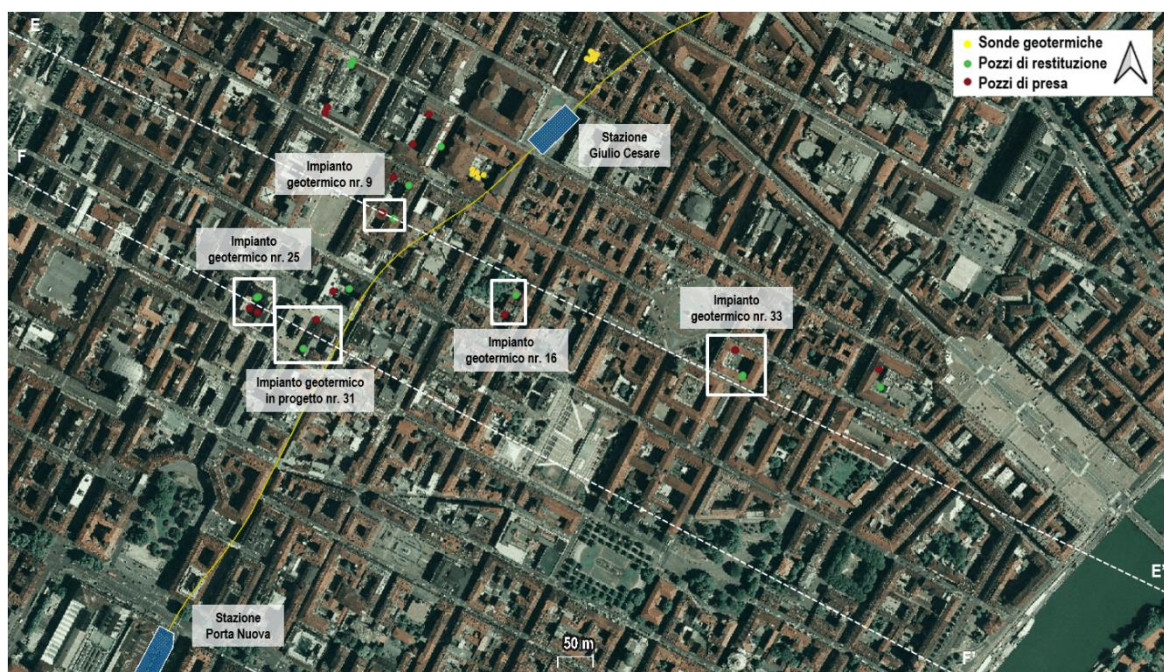 E
Sonde geotermiche
Pozzi di restituzione
Pozzi di presa
Stazione
Giulio Cesare
F
Impianto
geotermico nr. 9
Impianto
geotermico nr. 25
Impianto
geotermico nr. 33
Impianto
geotermico nr. 16
Impianto geotermico
in progetto nr. 31
E'
Stazione
Porta Nuova
50 m
F'